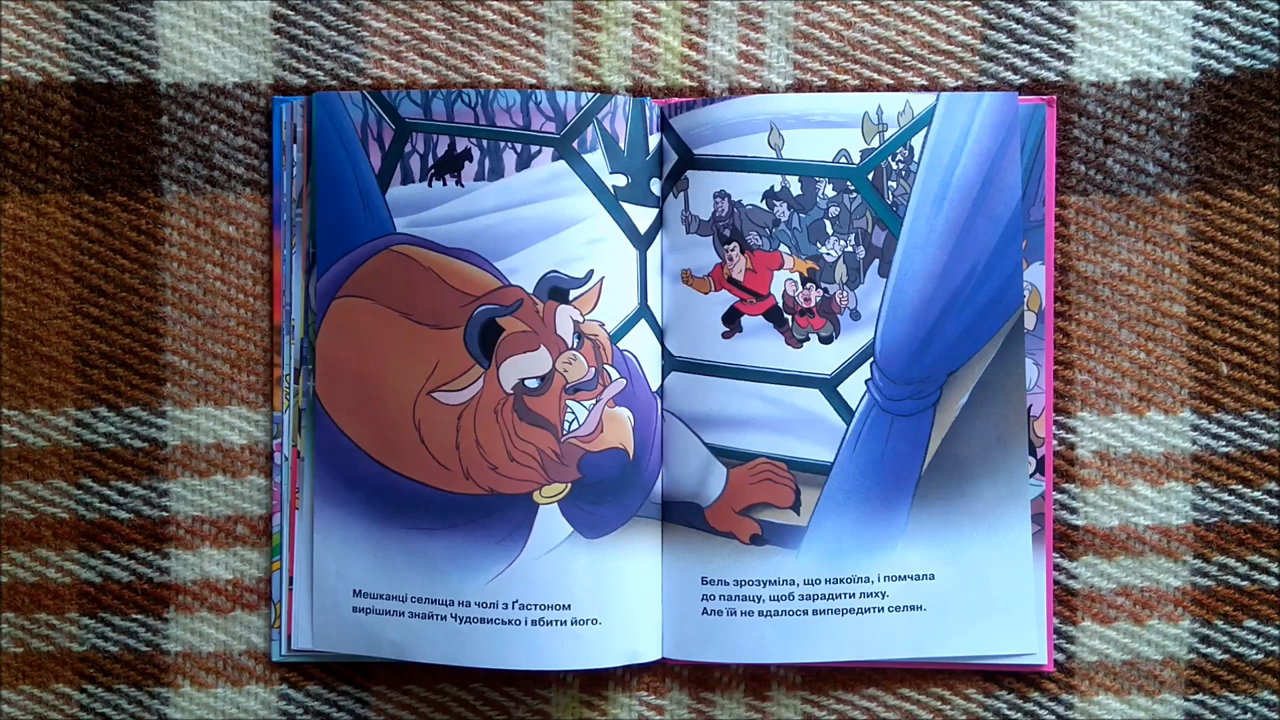 Мешканці селища на чолі з Ґастоном
вирішили знайти Чудовисько і вбити його.
Бель зрозуміла, що накоїла, і помчала
до палацу, щоб зарадити лиху.
Але їй не вдалося випередити селян.